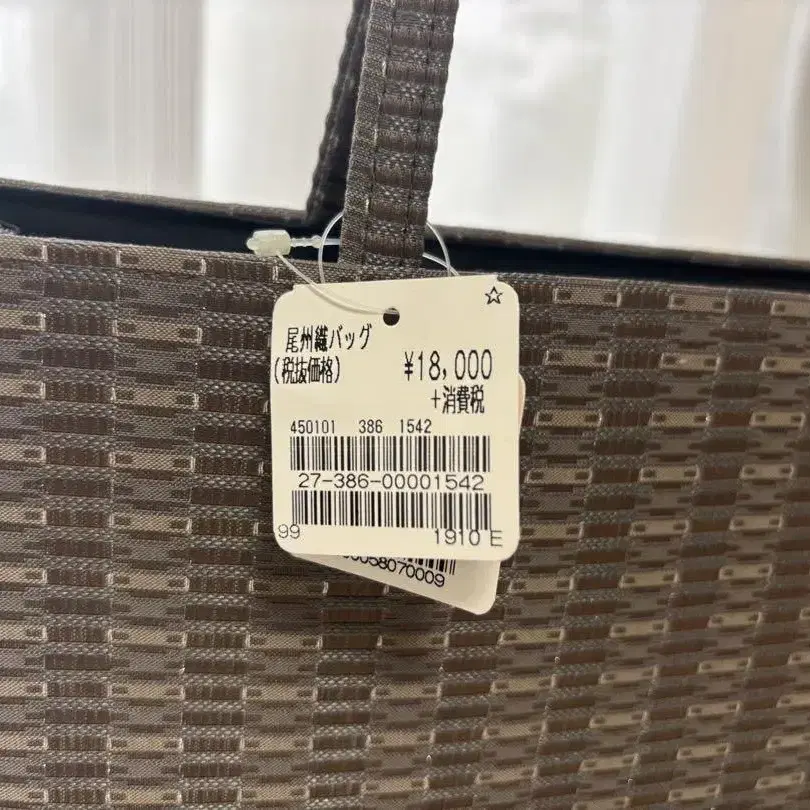 ☆
尾州織バッグ
(税抜価格) ¥18,000
+消費税
450101 386 1542
27-386-00001542
99 1910 E
0058070009